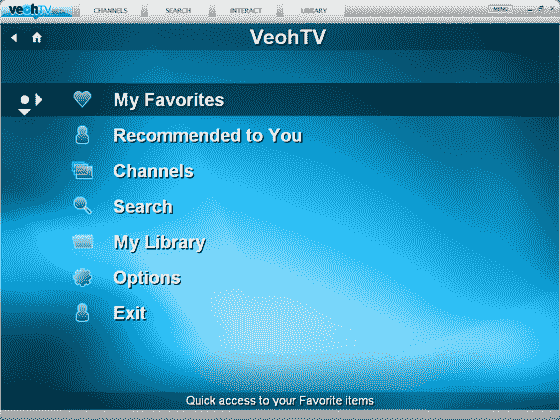 veohTV CHANNELS SEARCH INTERACT LIBRARY MENU
VeohTV
My Favorites
Recommended to You
Channels
Search
My Library
Options
Exit
Quick access to your Favorite items